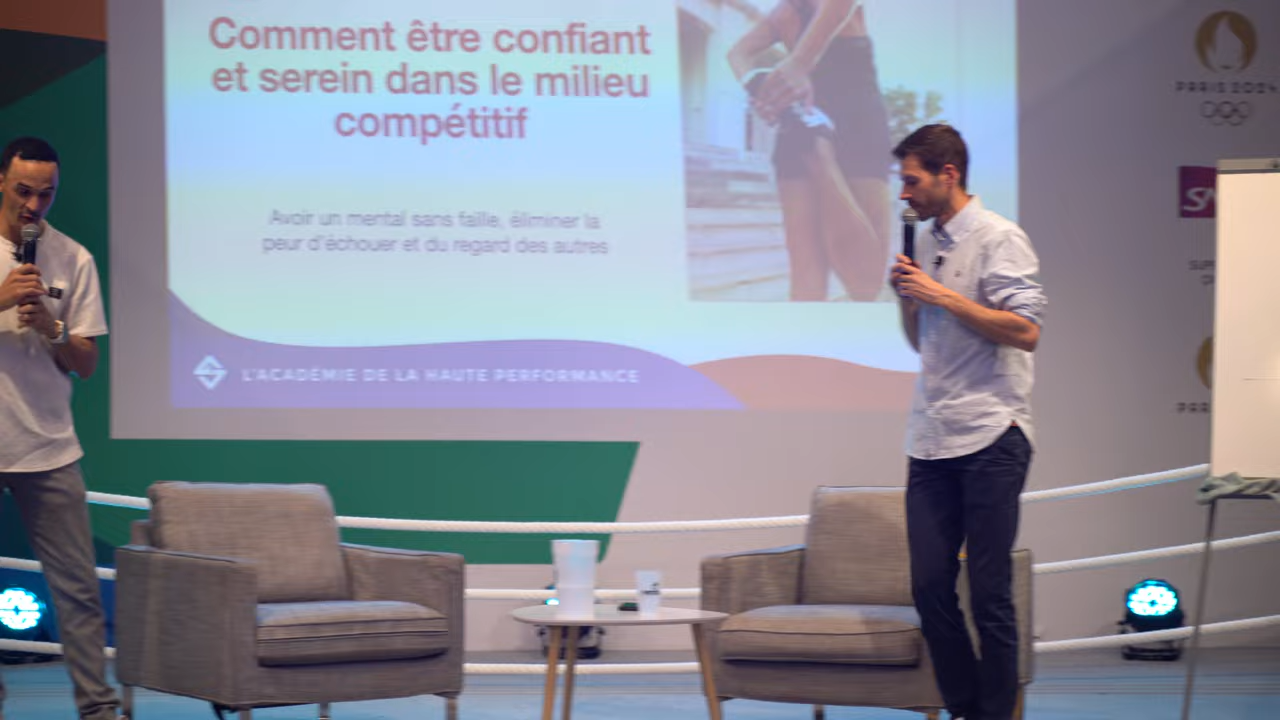 Comment être confiant
et serein dans le milieu
compétitif
Avoir un mental sans faille, éliminer la
peur d'échouer et du regard des autres
L'ACADÉMIE DE LA HAUTE PERFORMANCE
PARIS 2024